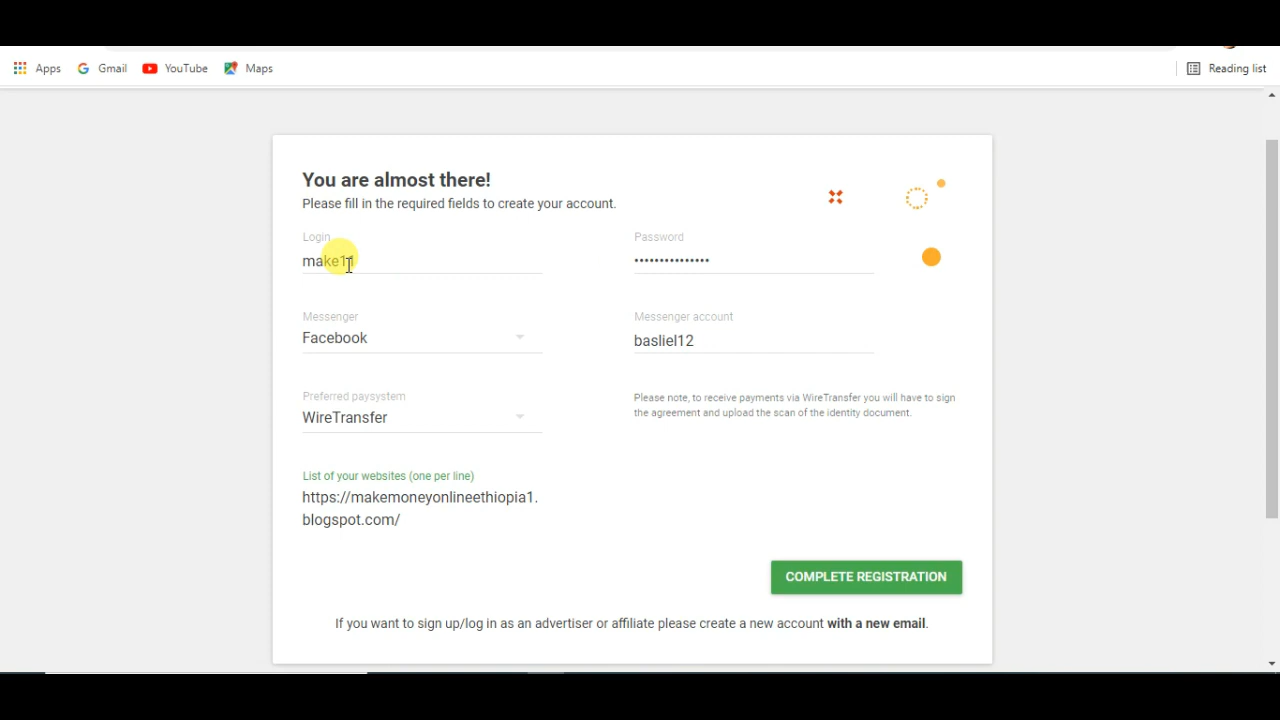 Apps Gmail YouTube Maps Reading list
You are almost there!
Please fill in the required fields to create your account.
Login Password
make11 •••••••••••••••
Messenger Messenger account
Facebook basliel12
Preferred paysystem
WireTransfer
Please note, to receive payments via WireTransfer you will have to sign
the agreement and upload the scan of the identity document.
List of your websites (one per line)
https://makemoneyonlineethiopia1.
blogspot.com/
COMPLETE REGISTRATION
If you want to sign up/log in as an advertiser or affiliate please create a new account with a new email.